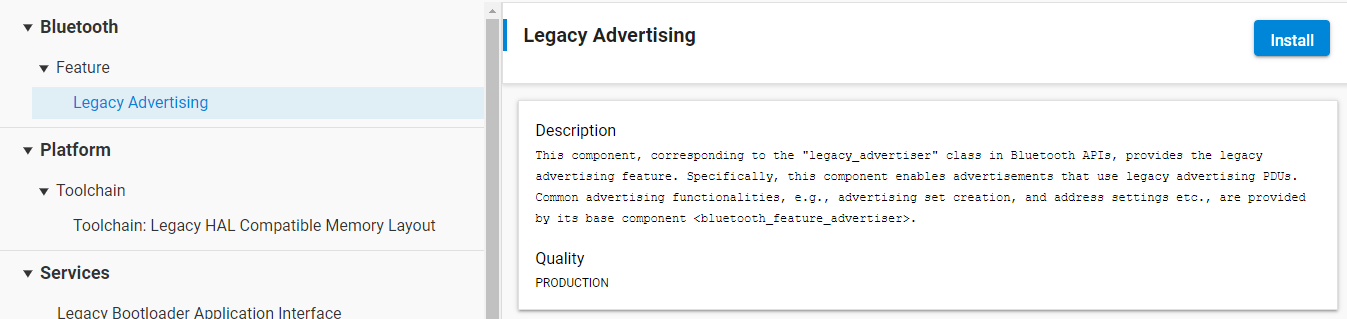 Bluetooth
Feature
Legacy Advertising
Platform
Toolchain
Toolchain: Legacy HAL Compatible Memory Layout
Services
Legacy Bootloader Application Interface
Legacy Advertising
Install
Description
This component, corresponding to the "legacy_advertiser" class in Bluetooth APIs, provides the legacy
advertising feature. Specifically, this component enables advertisements that use legacy advertising PDUs.
Common advertising functionalities, e.g., advertising set creation, and address settings etc., are provided
by its base component <bluetooth_feature_advertiser>.
Quality
PRODUCTION